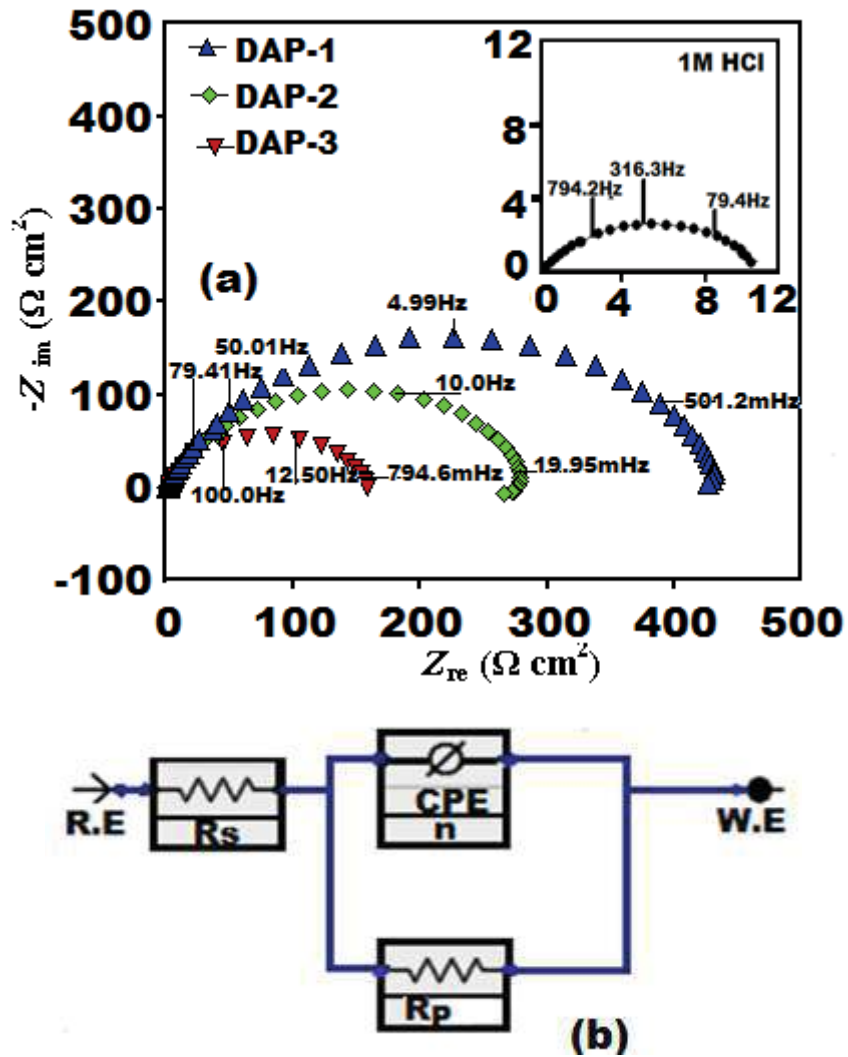 500
400
300
200
100
0
-100
-Z im (Ω cm²)
DAP-1
DAP-2
DAP-3
(a)
12
8
4
0
1M HCl
794.2Hz
316.3Hz
79.4Hz
0 4 8 12
4.99Hz
50.01Hz
79.41Hz
10.0Hz
501.2mHz
19.95mHz
12.50Hz
794.6mHz
100.0Hz
0 100 200 300 400 500
Z re (Ω cm²)
R.E
Rs
CPE
n
W.E
Rp
(b)